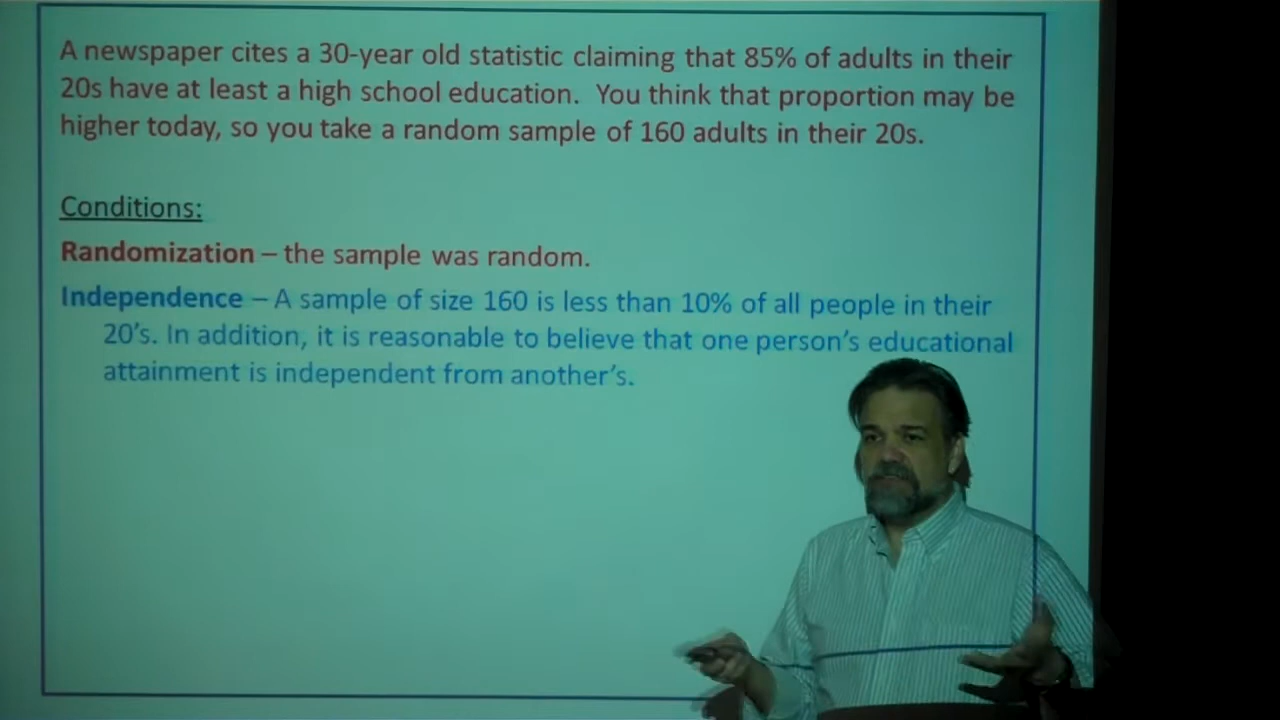 A newspaper cites a 30-year old statistic claiming that 85% of adults in their
20s have at least a high school education.  You think that proportion may be
higher today, so you take a random sample of 160 adults in their 20s.
Conditions:
Randomization – the sample was random.
Independence – A sample of size 160 is less than 10% of all people in their
20’s. In addition, it is reasonable to believe that one person’s educational
attainment is independent from another’s.